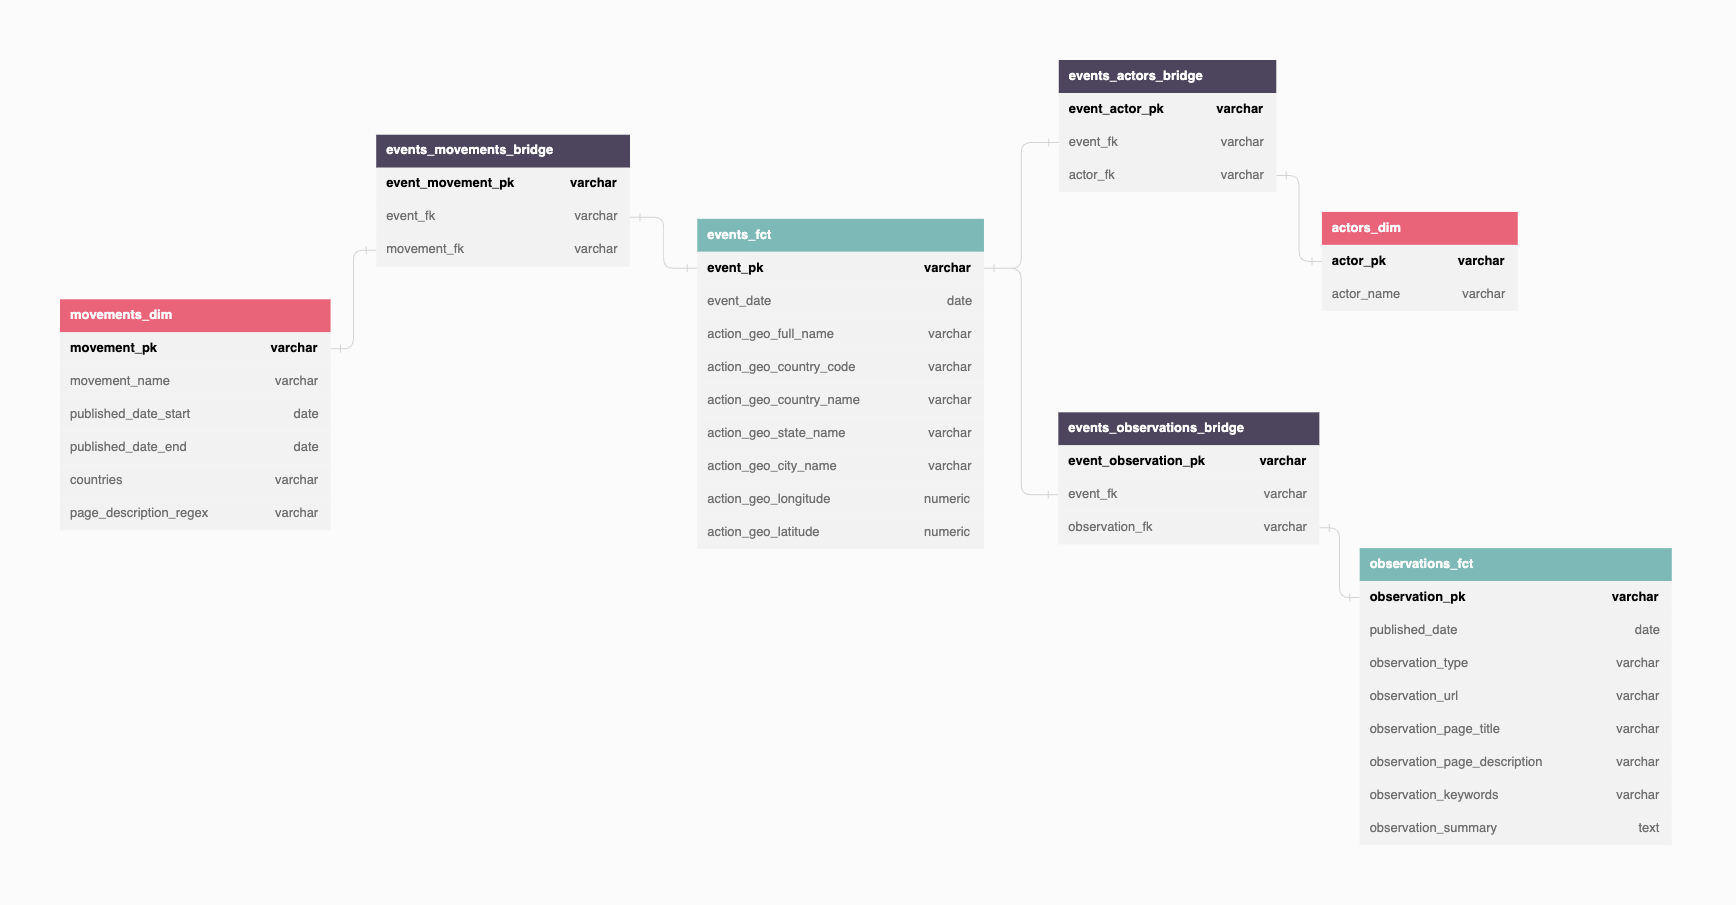 events_actors_bridge
event_actor_pk varchar
event_fk varchar
actor_fk varchar
events_movements_bridge
event_movement_pk varchar
event_fk varchar
movement_fk varchar
actors_dim
actor_pk varchar
actor_name varchar
events_fct
event_pk varchar
event_date date
action_geo_full_name varchar
action_geo_country_code varchar
action_geo_country_name varchar
action_geo_state_name varchar
action_geo_city_name varchar
action_geo_longitude numeric
action_geo_latitude numeric
movements_dim
movement_pk varchar
movement_name varchar
published_date_start date
published_date_end date
countries varchar
page_description_regex varchar
events_observations_bridge
event_observation_pk varchar
event_fk varchar
observation_fk varchar
observations_fct
observation_pk varchar
published_date date
observation_type varchar
observation_url varchar
observation_page_title varchar
observation_page_description varchar
observation_keywords varchar
observation_summary text